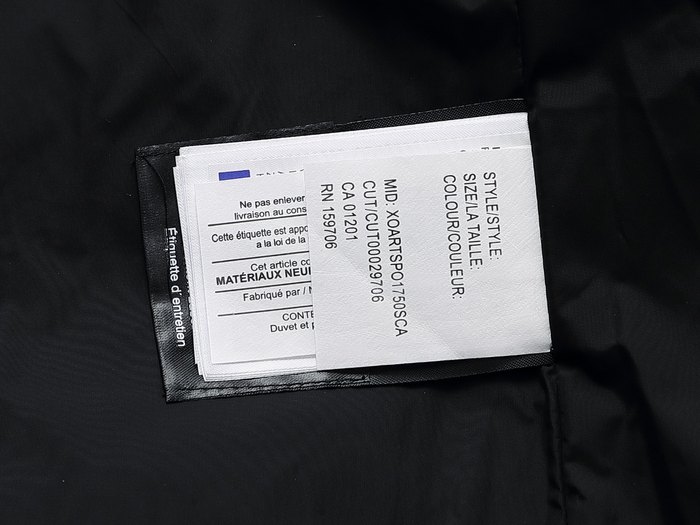 STYLE/STYLE:
SIZE/LA TAILLE:
COLOUR/COULEUR:
MID: XOARTSPO1750SCA
CUT/CUT00029706
CA 01201
RN 159706
Ne pas enlever
livraison au cons
Cette étiquette est appo
a la loi de la
Cet article co
MATÉRIAUX NEUF
Fabriqué par / N
CONTE
Duvet et p
Étiquette d'entretien